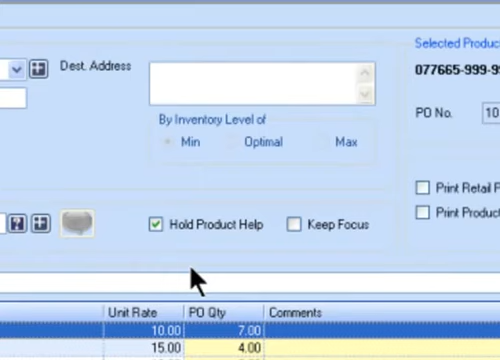 Selected Produc
Dest. Address
077665-999-9
By Inventory Level of
PO No. 10
Min Optimal Max
Print Retail P
Print Product
Hold Product Help Keep Focus
Unit Rate PO Qty Comments
10.00 7.00
15.00 4.00